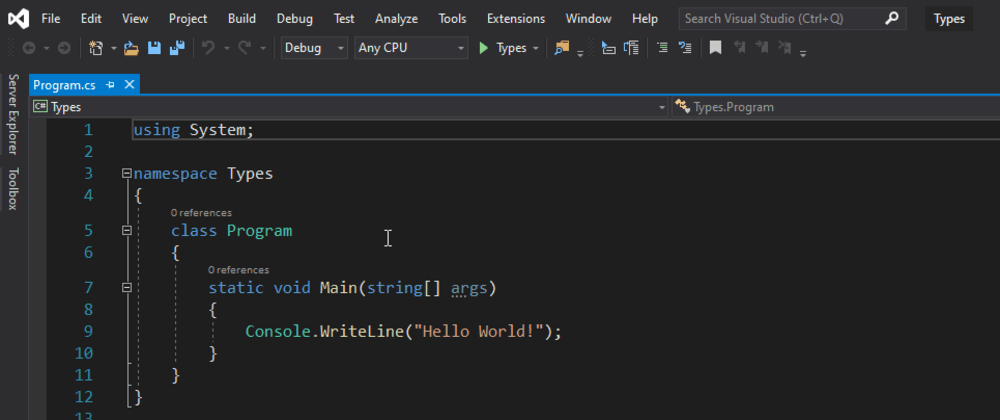 File Edit View Project Build Debug Test Analyze Tools Extensions Window Help Search Visual Studio (Ctrl+Q) Types
Debug Any CPU Types
Server Explorer
Toolbox
Program.cs
C# Types Types.Program
1 using System;
2
3 namespace Types
4 {
0 references
5 class Program
6 {
0 references
7 static void Main(string[] args)
8 {
9 Console.WriteLine("Hello World!");
10 }
11 }
12 }
13